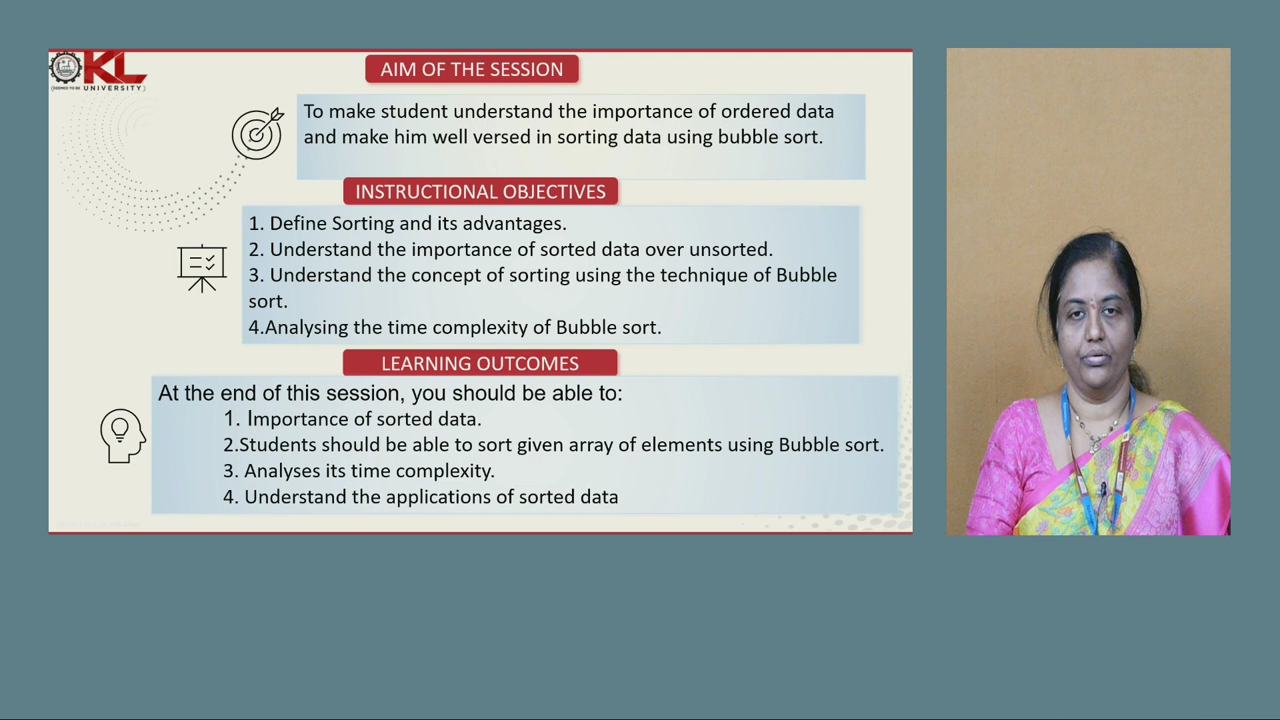 KL
(DEEMED TO BE UNIVERSITY)
AIM OF THE SESSION
To make student understand the importance of ordered data
and make him well versed in sorting data using bubble sort.
INSTRUCTIONAL OBJECTIVES
1. Define Sorting and its advantages.
2. Understand the importance of sorted data over unsorted.
3. Understand the concept of sorting using the technique of Bubble
sort.
4.Analysing the time complexity of Bubble sort.
LEARNING OUTCOMES
At the end of this session, you should be able to:
1. Importance of sorted data.
2.Students should be able to sort given array of elements using Bubble sort.
3. Analyses its time complexity.
4. Understand the applications of sorted data